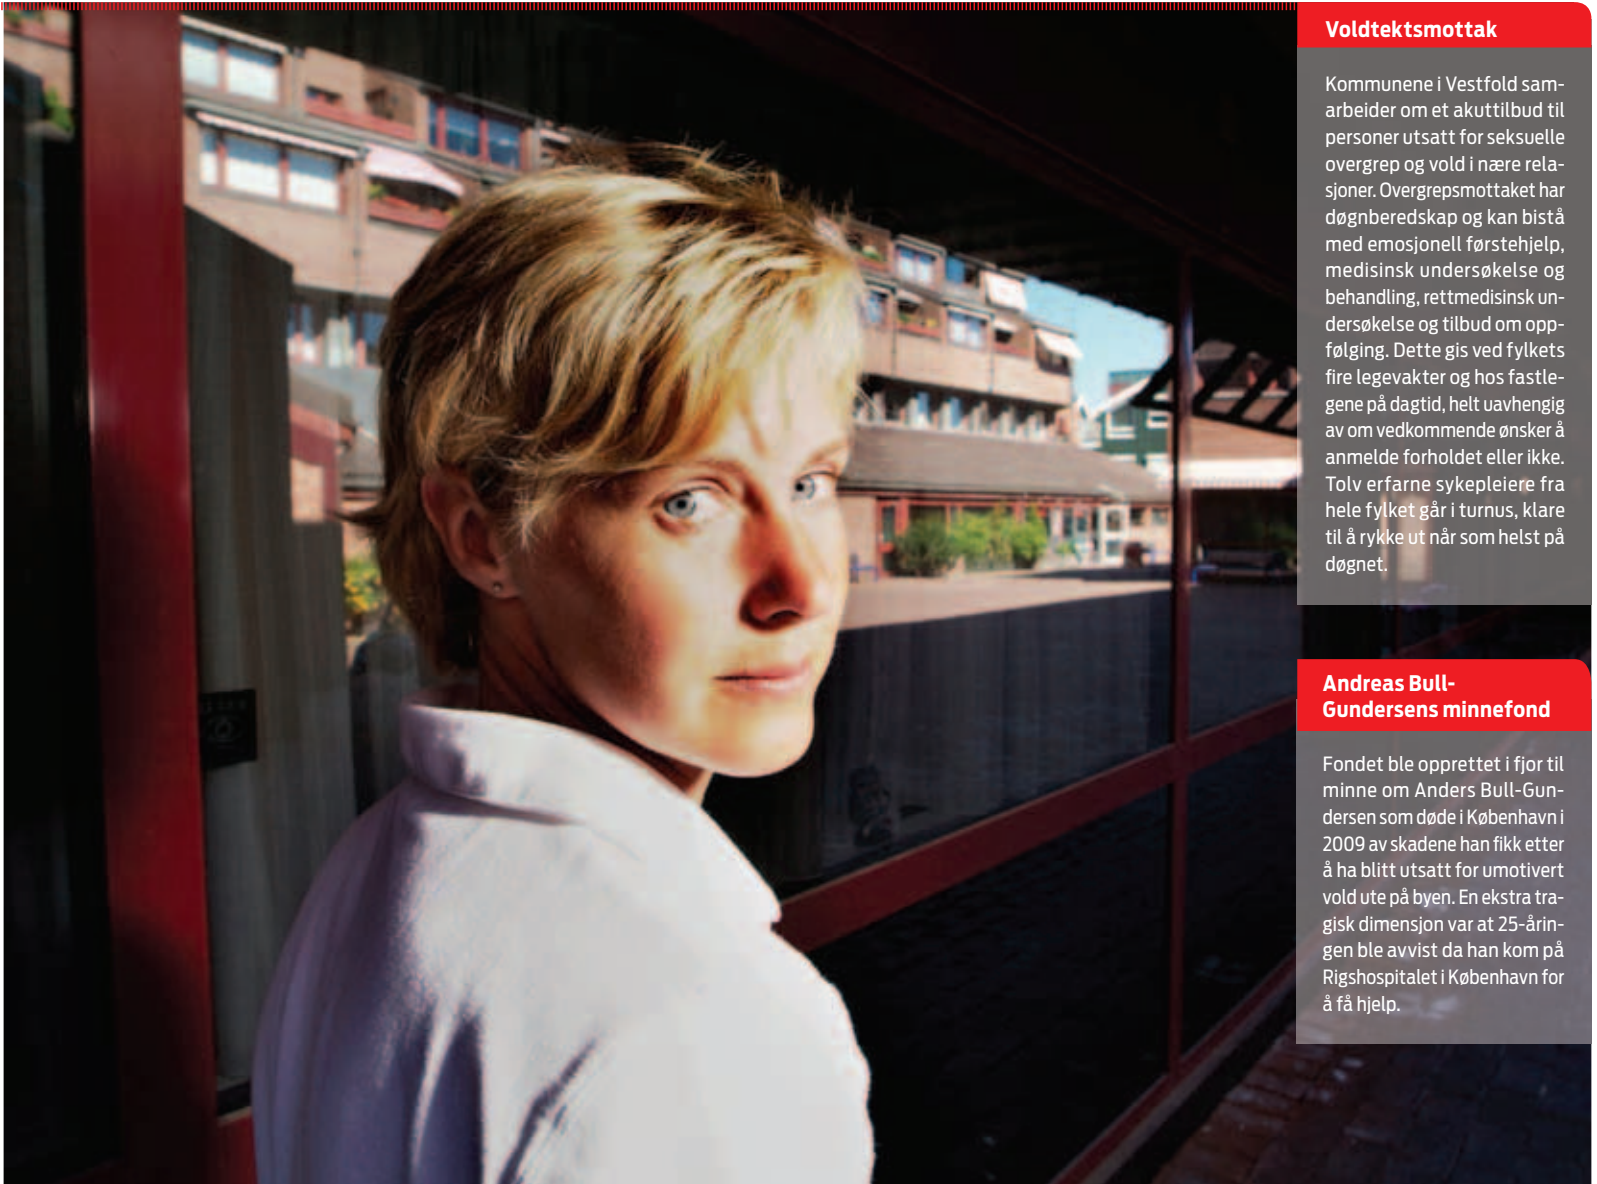 Voldtektsmottak
Kommunene i Vestfold sam-
arbeider om et akuttilbud til
personer utsatt for seksuelle
overgrep og vold i nære rela-
sjoner. Overgrepsmottaket har
døgnberedskap og kan bistå
med emosjonell førstehjelp,
medisinsk undersøkelse og
behandling, rettmedisinsk un-
dersøkelse og tilbud om opp-
følging. Dette gis ved fylkets
fire legevakter og hos fastle-
gene på dagtid, helt uavhengig
av om vedkommende ønsker å
anmelde forholdet eller ikke.
Tolv erfarne sykepleiere fra
hele fylket går i turnus, klare
til å rykke ut når som helst på
døgnet.
Andreas Bull-
Gundersens minnefond
Fondet ble opprettet i fjor til
minne om Anders Bull-Gun-
dersen som døde i København i
2009 av skadene han fikk etter
å ha blitt utsatt for umotivert
vold ute på byen. En ekstra tra-
gisk dimensjon var at 25-årin-
gen ble avvist da han kom på
Rigshospitalet i København for
å få hjelp.